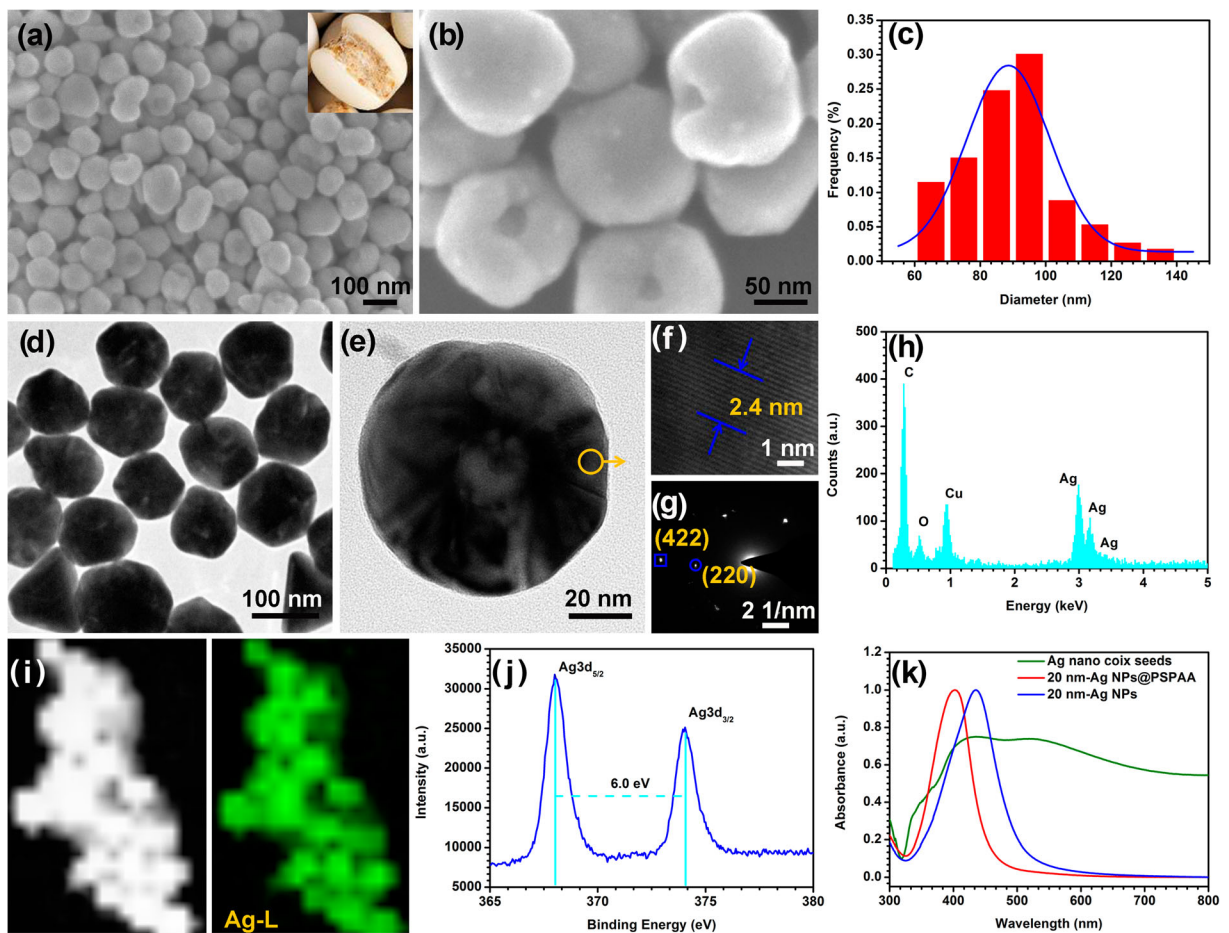 (a)
100 nm
(b)
50 nm
(c)
0.35
0.30
0.25
0.20
0.15
0.10
0.05
0.00
Frequency (%)
60 80 100 120 140
Diameter (nm)
(d)
100 nm
(e)
20 nm
(f)
2.4 nm
1 nm
(g)
(422)
(220)
2 1/nm
(h)
500
400
300
200
100
0
Counts (a.u.)
C
O
Cu
Ag
Ag
Ag
0 1 2 3 4 5
Energy (keV)
(i)
Ag-L
(j)
35000
30000
25000
20000
15000
10000
5000
Intensity (a.u.)
Ag3d5/2
Ag3d3/2
6.0 eV
365 370 375 380
Binding Energy (eV)
(k)
1.2
1.0
0.8
0.6
0.4
0.2
0.0
Absorbance (a.u.)
Ag nano coix seeds
20 nm-Ag NPs@PSPAA
20 nm-Ag NPs
300 400 500 600 700 800
Wavelength (nm)